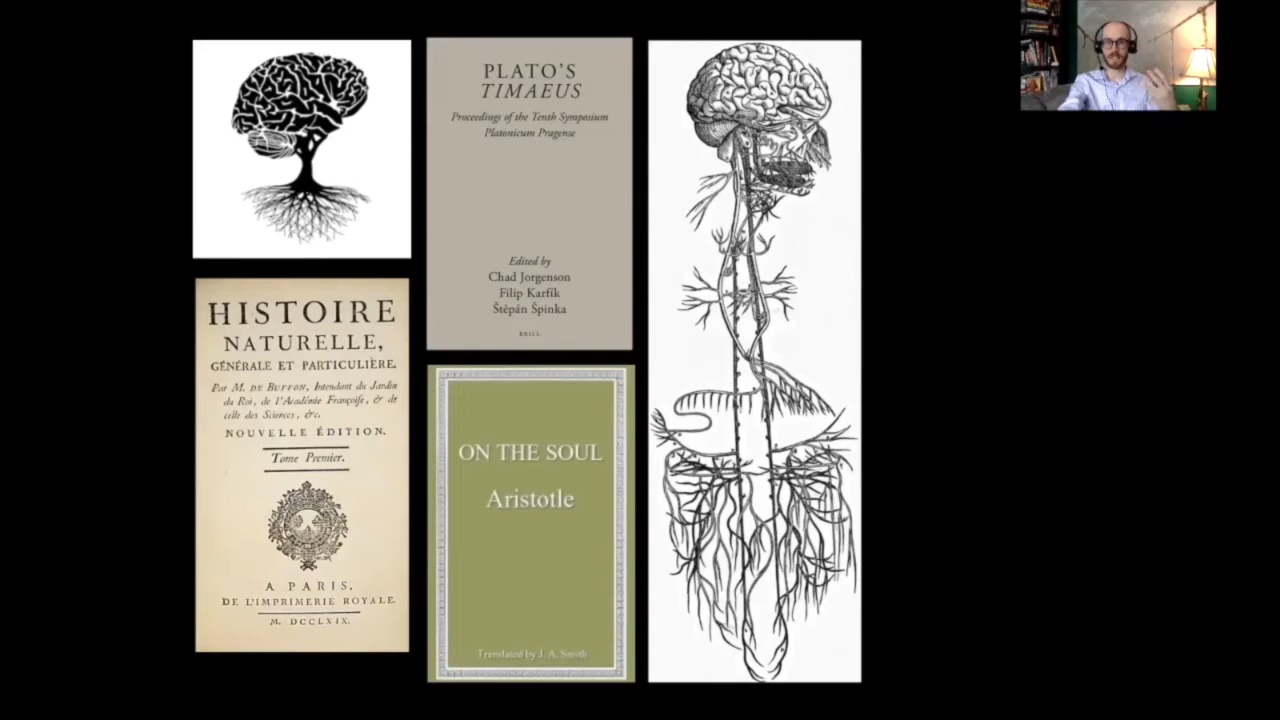 PLATO'S
TIMAEUS
Proceedings of the Tenth Symposium
Platonicum Pragense
Edited by
Chad Jorgenson
Filip Karfík
Štěpán Špinka
BRILL
HISTOIRE
NATURELLE,
GÉNÉRALE ET PARTICULIÈRE.
Par M. DE BUFFON, Intendant du Jardin
du Roi, de l'Académie Françoise, & de
celle des Sciences, &c.
NOUVELLE ÉDITION.
Tome Premier.
A PARIS,
DE L'IMPRIMERIE ROYALE.
M. DCCLXIX.
ON THE SOUL
Aristotle
Translated by J. A. Smith